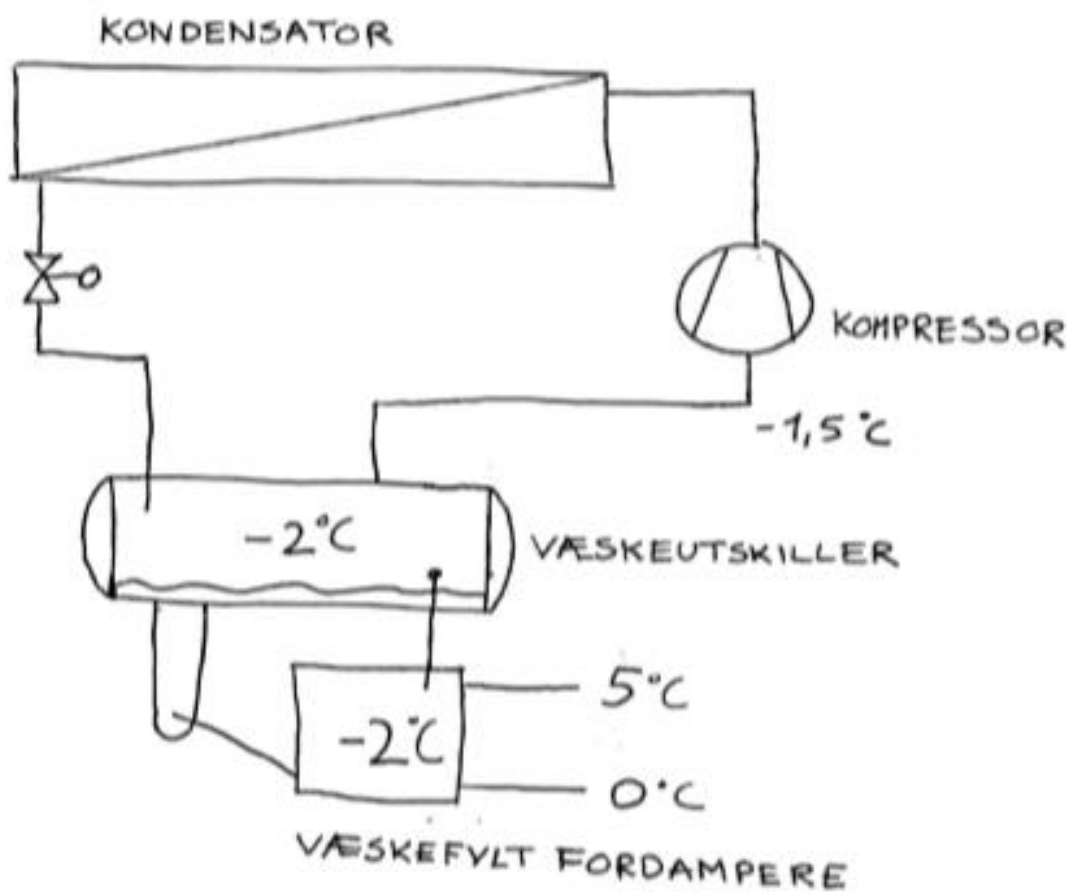 KONDENSATOR
KOMPRESSOR
-1,5°C
-2°C
VÆSKEUTSKILLER
5°C
-2°C
0°C
VÆSKEFYLT FORDAMPERE